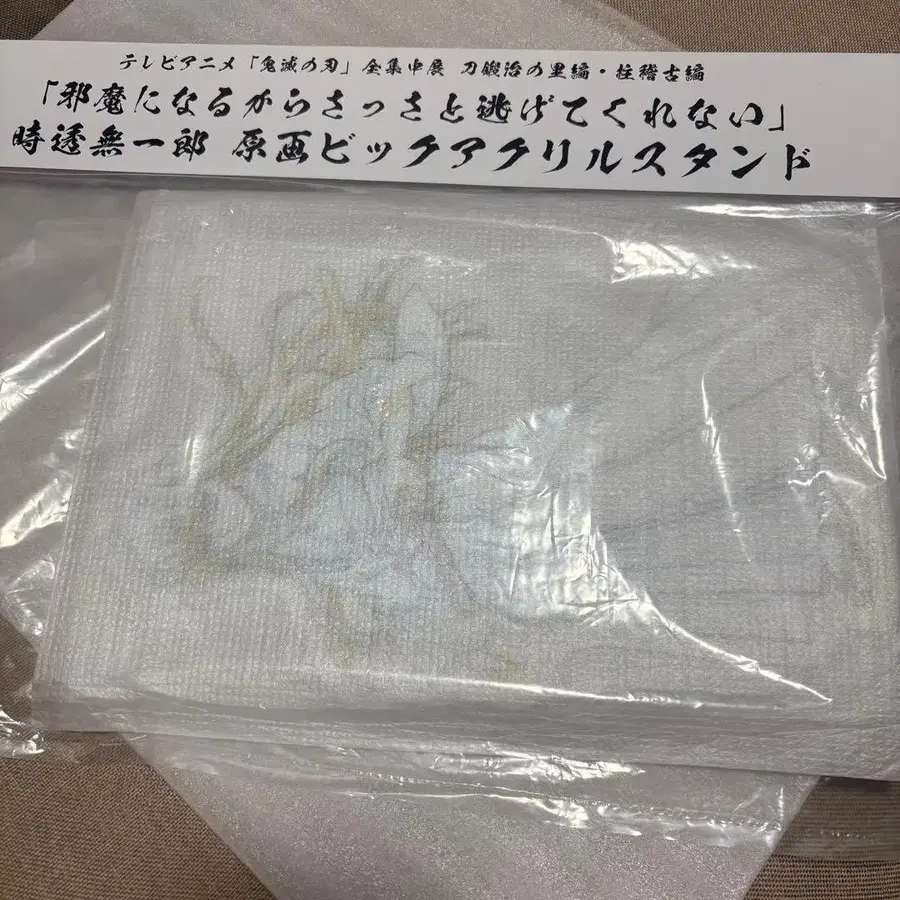 テレビアニメ「鬼滅の刃」全集中展 刀鍛冶の里編・柱稽古編
「邪魔になるからさっさと逃げてくれない」
時透無一郎 原画ビックアクリルスタンド